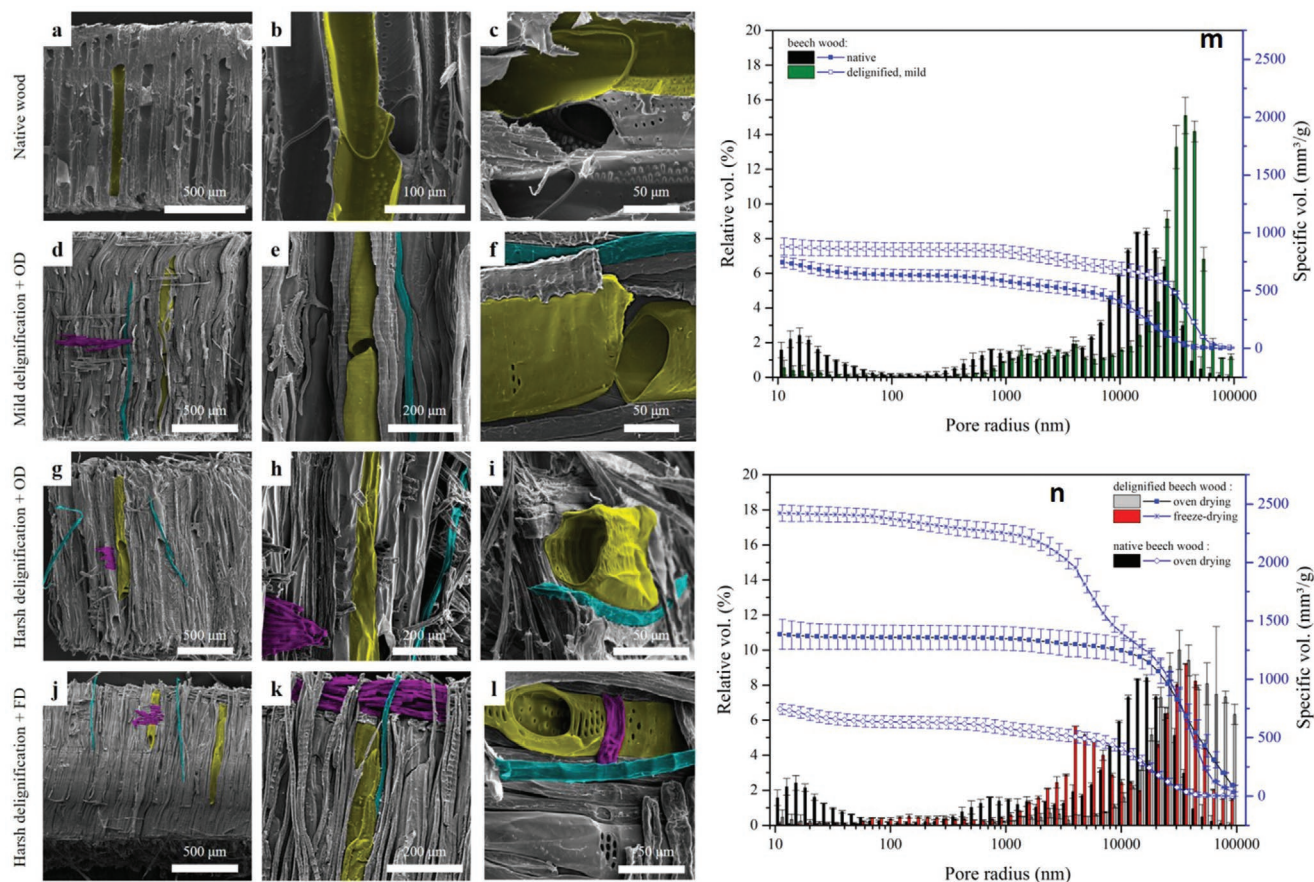 Native wood
a
500 µm
b
100 µm
c
50 µm
Mild delignification + OD
d
500 µm
e
200 µm
f
50 µm
Harsh delignification + OD
g
500 µm
h
200 µm
i
50 µm
Harsh delignification + FD
j
500 µm
k
200 µm
l
50 µm
m
beech wood:
native
delignified, mild
Relative vol. (%)
20
18
16
14
12
10
8
6
4
2
0
2500
2000
1500
1000
500
0
Specific vol. (mm³/g)
10 100 1000 10000 100000
Pore radius (nm)
n
delignified beech wood :
oven drying
freeze-drying
native beech wood :
oven drying
Relative vol. (%)
20
18
16
14
12
10
8
6
4
2
0
2500
2000
1500
1000
500
0
Specific vol. (mm³/g)
10 100 1000 10000 100000
Pore radius (nm)